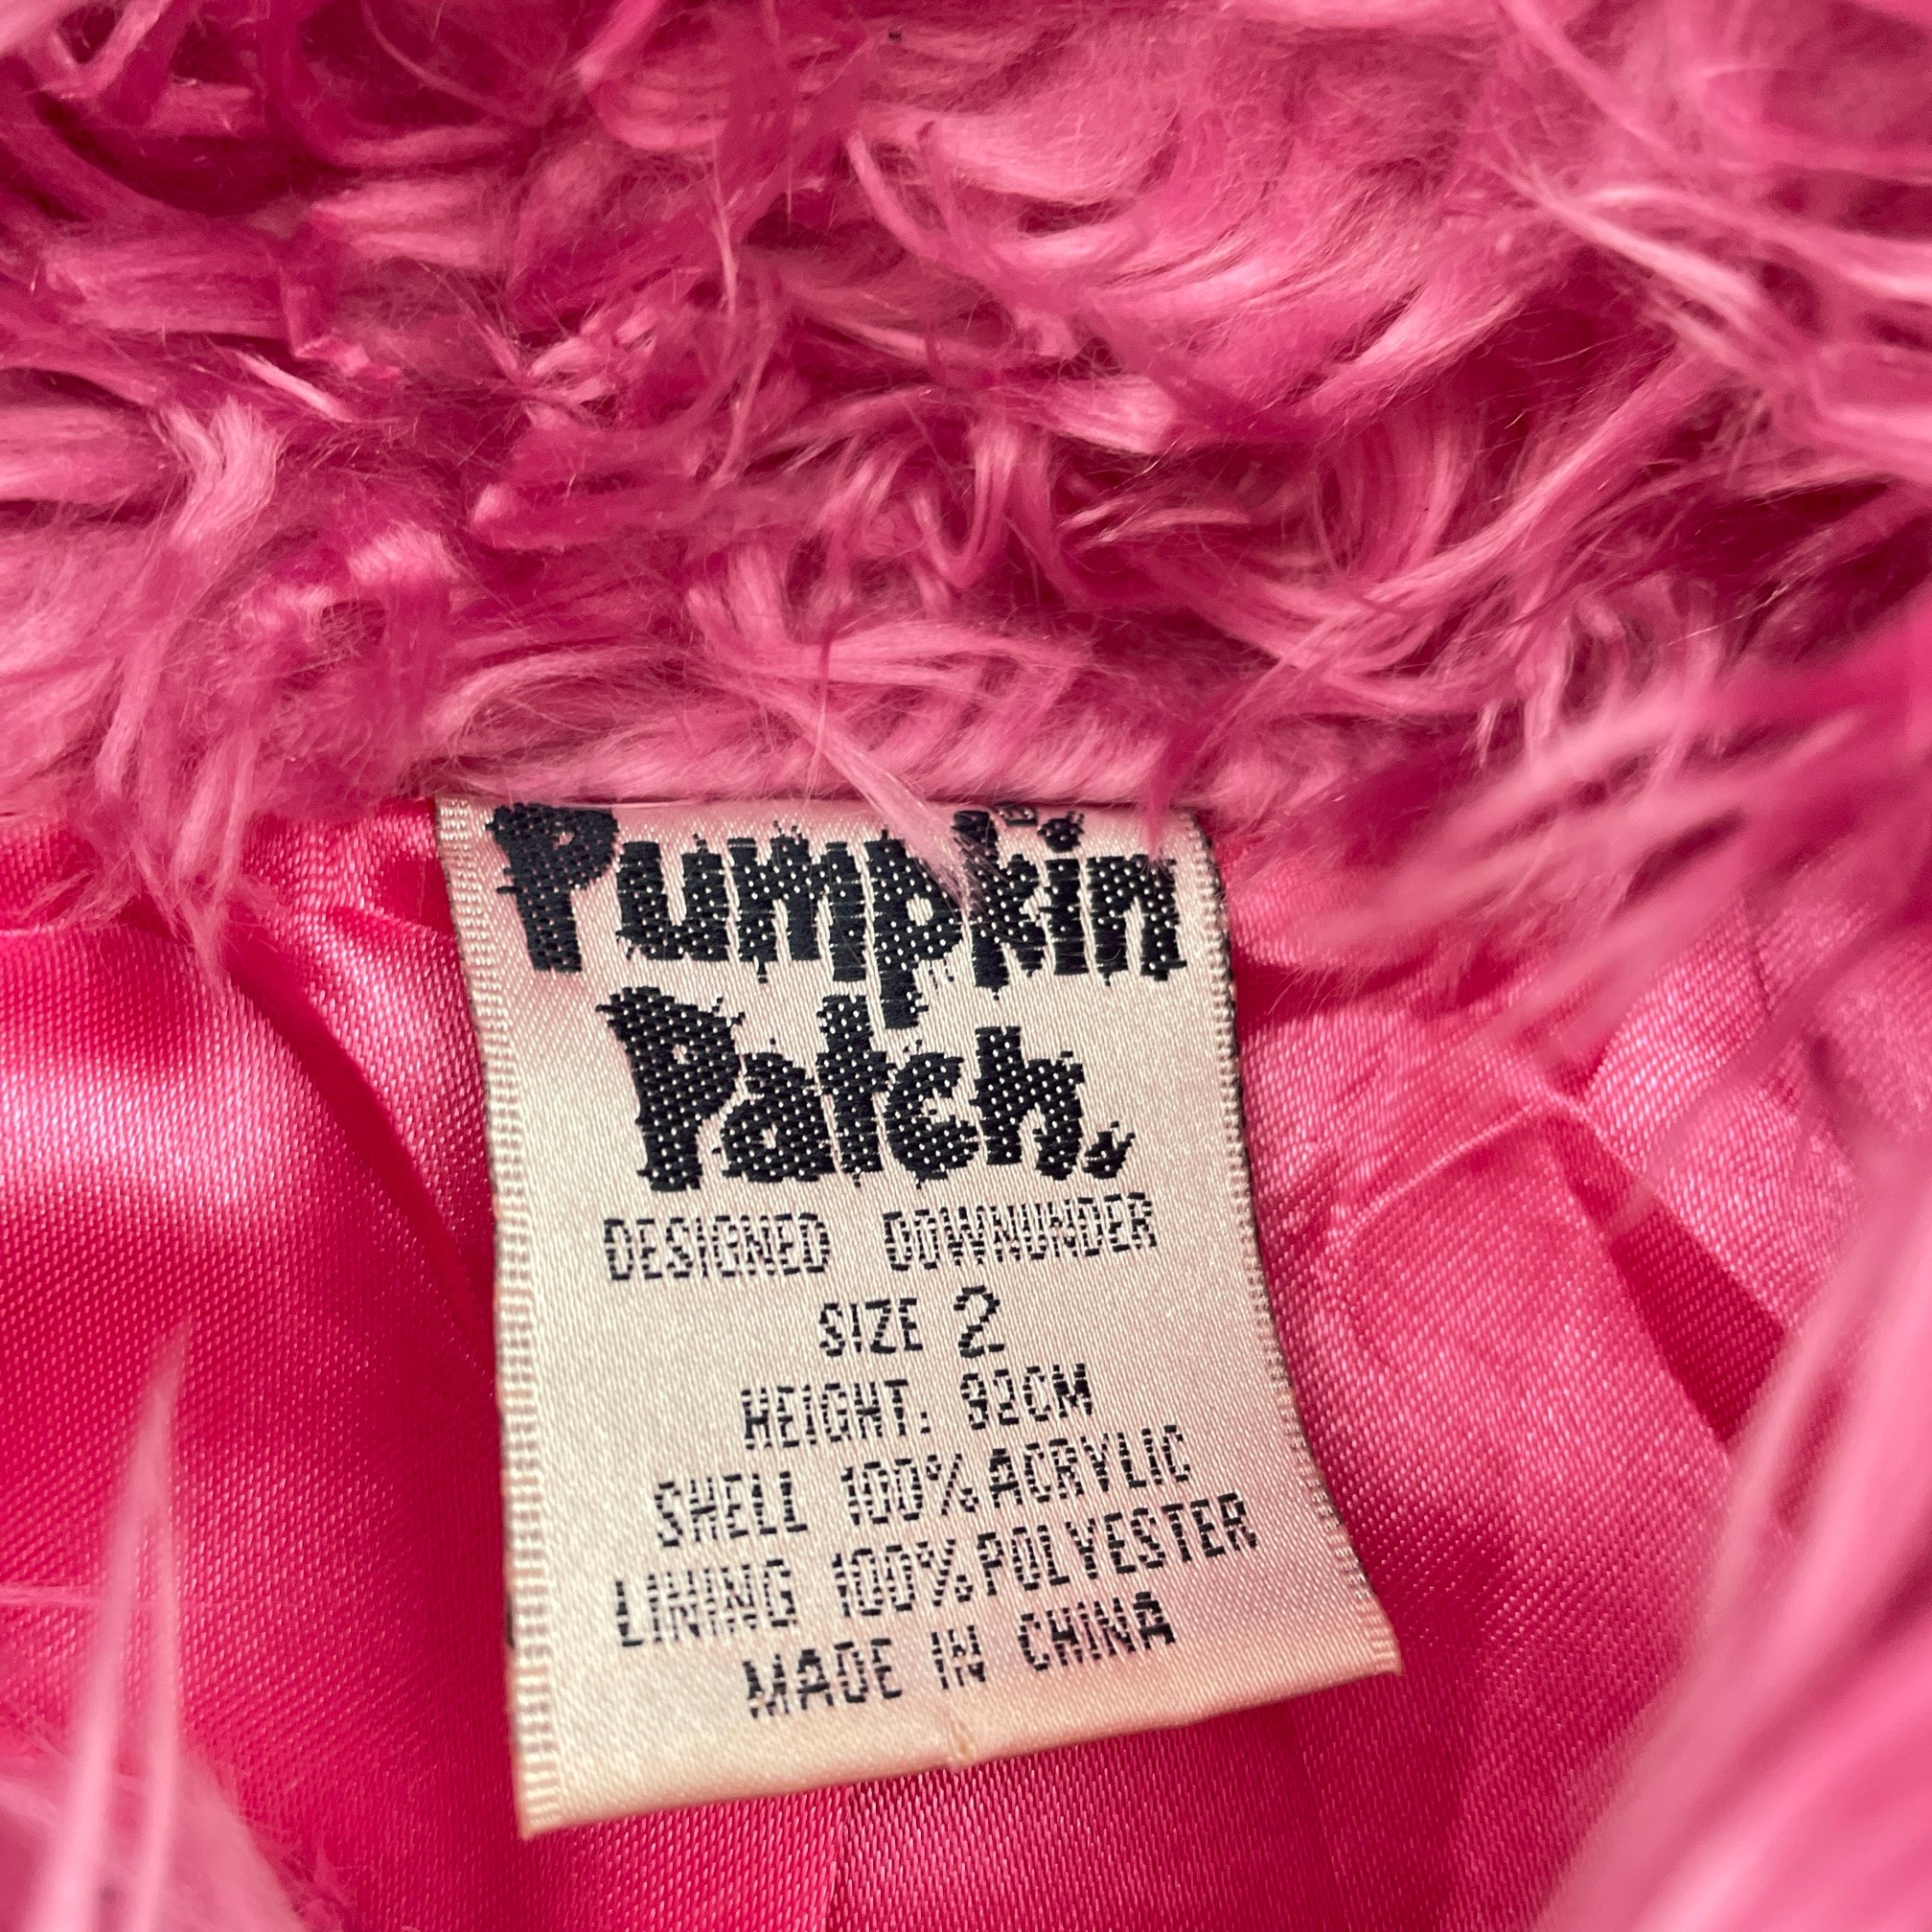 Pumpkin
Patch.
DESIGNED DOWNUNDER
SIZE 2
HEIGHT: 92CM
SHELL 100% ACRYLIC
LINING 100% POLYESTER
MADE IN CHINA